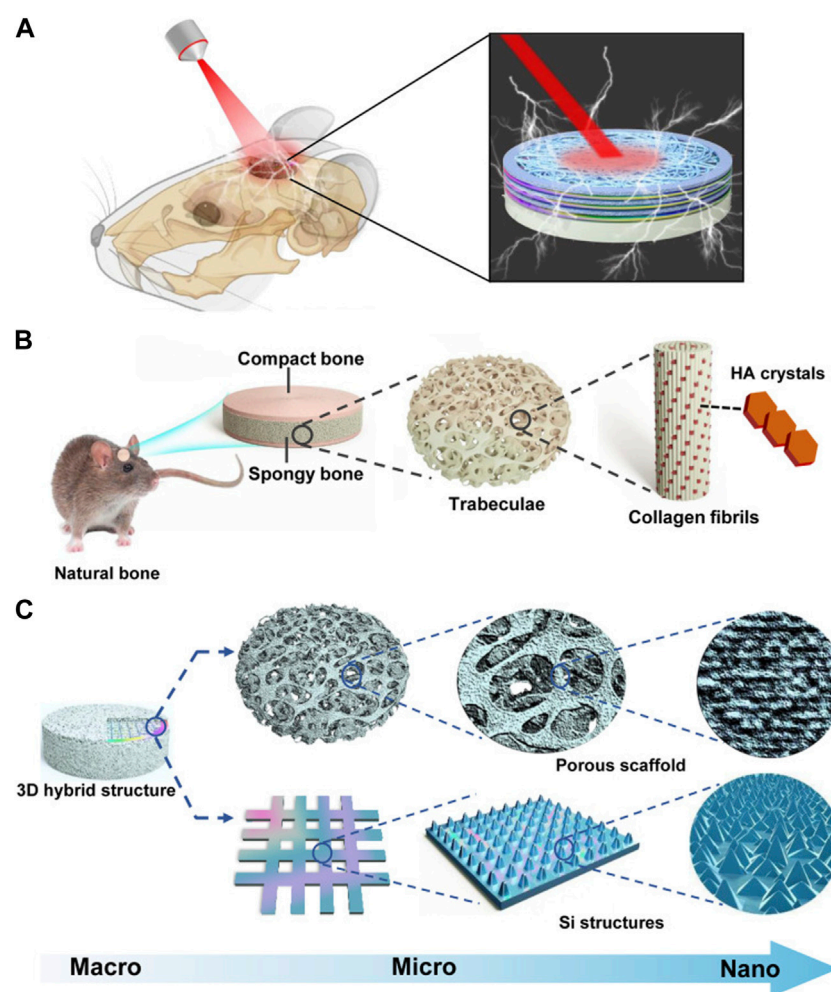 A
B
Compact bone
HA crystals
Spongy bone
Trabeculae
Collagen fibrils
Natural bone
C
Porous scaffold
3D hybrid structure
Si structures
Macro
Micro
Nano